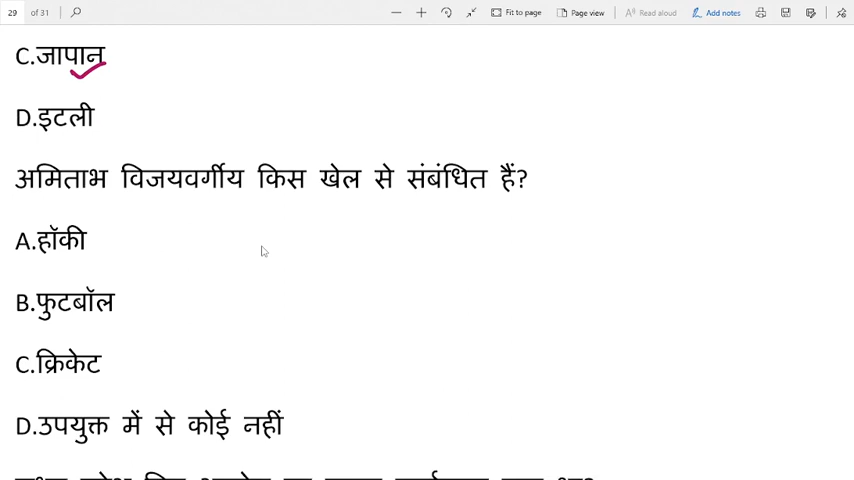 29 of 31 Fit to page Page view Read aloud Add notes
C.जापान
D.इटली
अमिताभ विजयवर्गीय किस खेल से संबंधित हैं?
A.हॉकी
B.फुटबॉल
C.क्रिकेट
D.उपयुक्त में से कोई नहीं